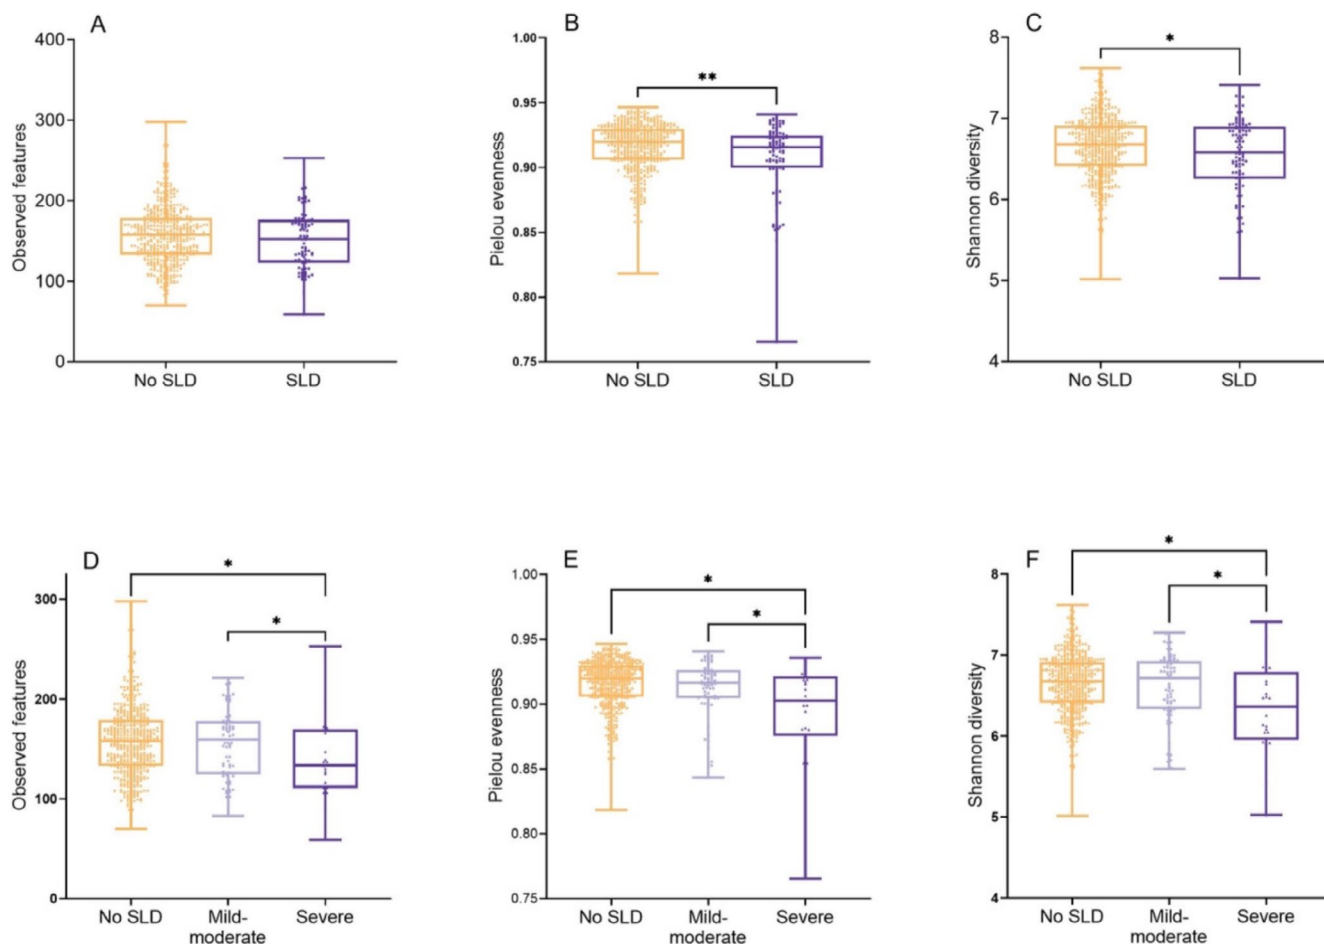 A
Observed features
400
300
200
100
0
No SLD
SLD
B
Pielou evenness
1.00
0.95
0.90
0.85
0.80
0.75
**
No SLD
SLD
C
Shannon diversity
8
7
6
5
4
*
No SLD
SLD
D
Observed features
300
200
100
0
*
*
No SLD
Mild-
moderate
Severe
E
Pielou evenness
1.00
0.95
0.90
0.85
0.80
0.75
*
*
No SLD
Mild-
moderate
Severe
F
Shannon diversity
8
7
6
5
4
*
*
No SLD
Mild-
moderate
Severe